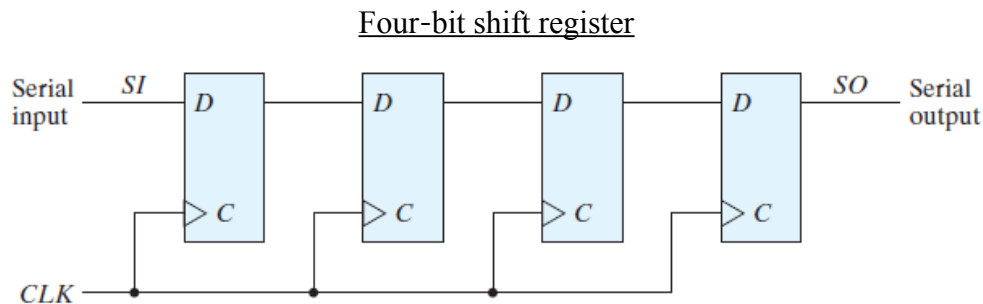 Four-bit shift register
Serial
input
SI
D
D
D
D
SO
Serial
output
C
C
C
C
CLK